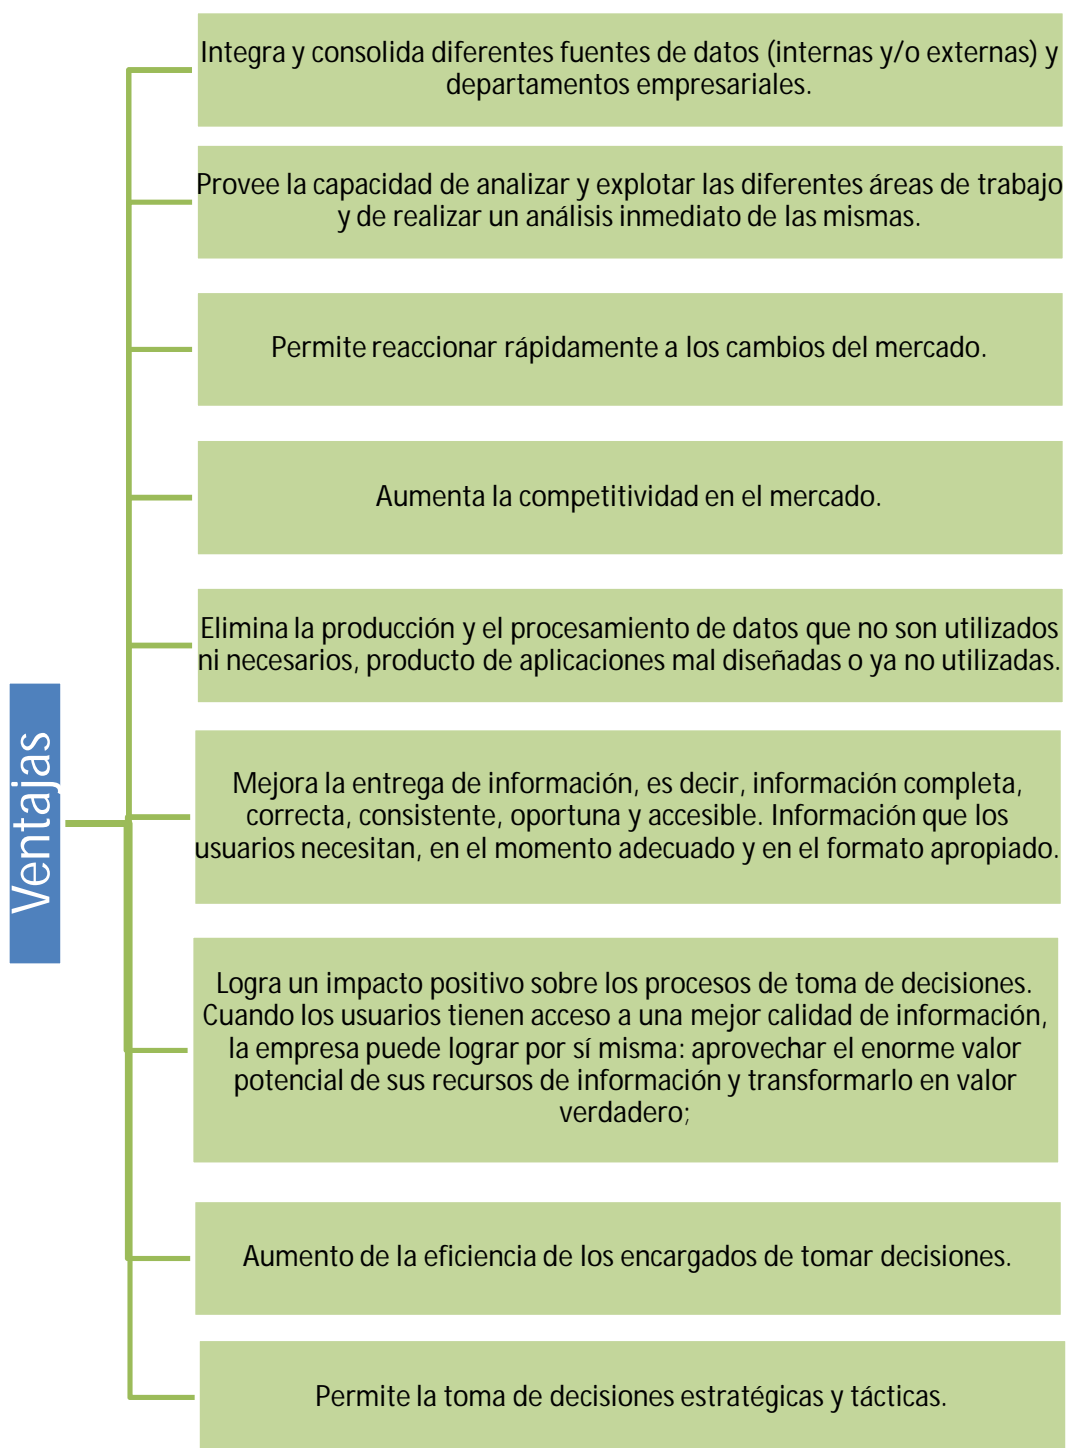 Integra y consolida diferentes fuentes de datos (internas y/o externas) y
departamentos empresariales.
Provee la capacidad de analizar y explotar las diferentes áreas de trabajo
y de realizar un análisis inmediato de las mismas.
Permite reaccionar rápidamente a los cambios del mercado.
Aumenta la competitividad en el mercado.
Elimina la producción y el procesamiento de datos que no son utilizados
ni necesarios, producto de aplicaciones mal diseñadas o ya no utilizadas.
Ventajas
Mejora la entrega de información, es decir, información completa,
correcta, consistente, oportuna y accesible. Información que los
usuarios necesitan, en el momento adecuado y en el formato apropiado.
Logra un impacto positivo sobre los procesos de toma de decisiones.
Cuando los usuarios tienen acceso a una mejor calidad de información,
la empresa puede lograr por sí misma: aprovechar el enorme valor
potencial de sus recursos de información y transformarlo en valor
verdadero;
Aumento de la eficiencia de los encargados de tomar decisiones.
Permite la toma de decisiones estratégicas y tácticas.